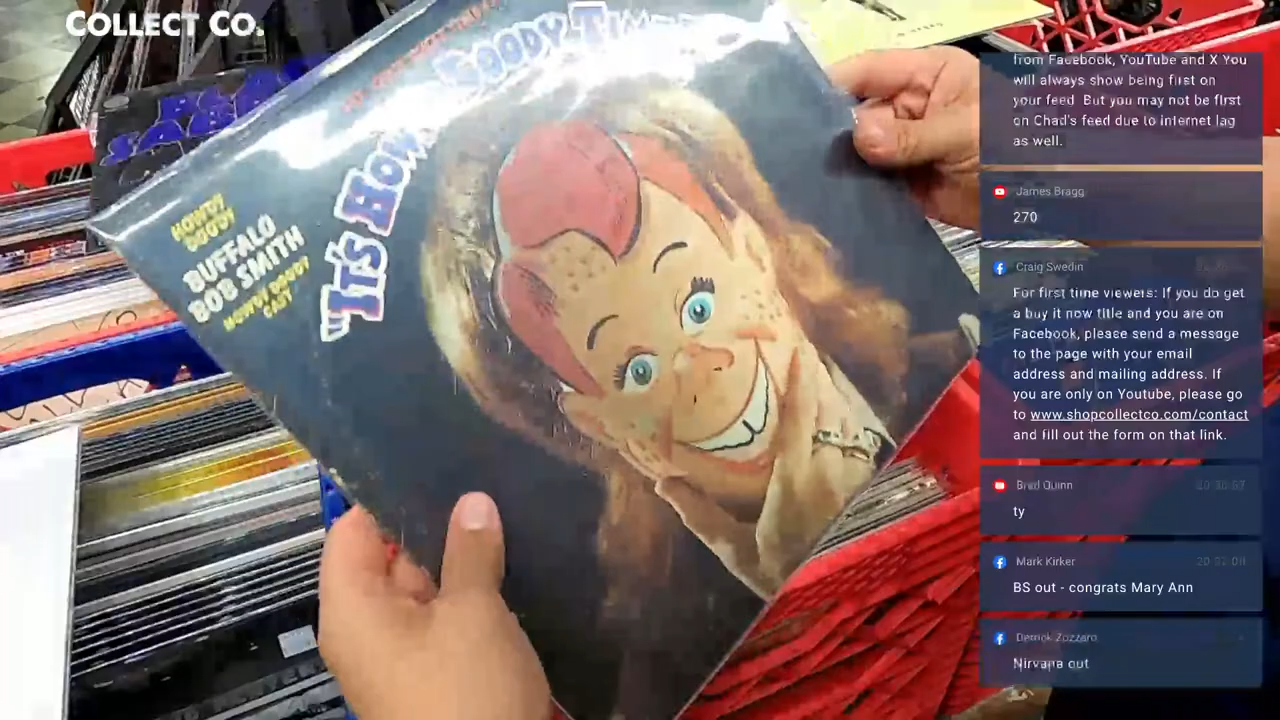 COLLECT CO.
"IT'S HOWDY DOODY TIME"
HOWDY
DOODY
BUFFALO
BOB SMITH
HOWDY DOODY
CAST
from Facebook, YouTube and X You
will always show being first on
your feed But you may not be first
on Chad's feed due to internet lag
as well.
James Bragg
270
Craig Swedin
For first time viewers: If you do get
a buy it now title and you are on
Facebook, please send a message
to the page with your email
address and mailing address. If
you are only on Youtube, please go
to www.shopcollectco.com/contact
and fill out the form on that link.
Bred Quinn
ty
Mark Kirker
BS out - congrats Mary Ann
Derrick Zozzaro
Nirvana out